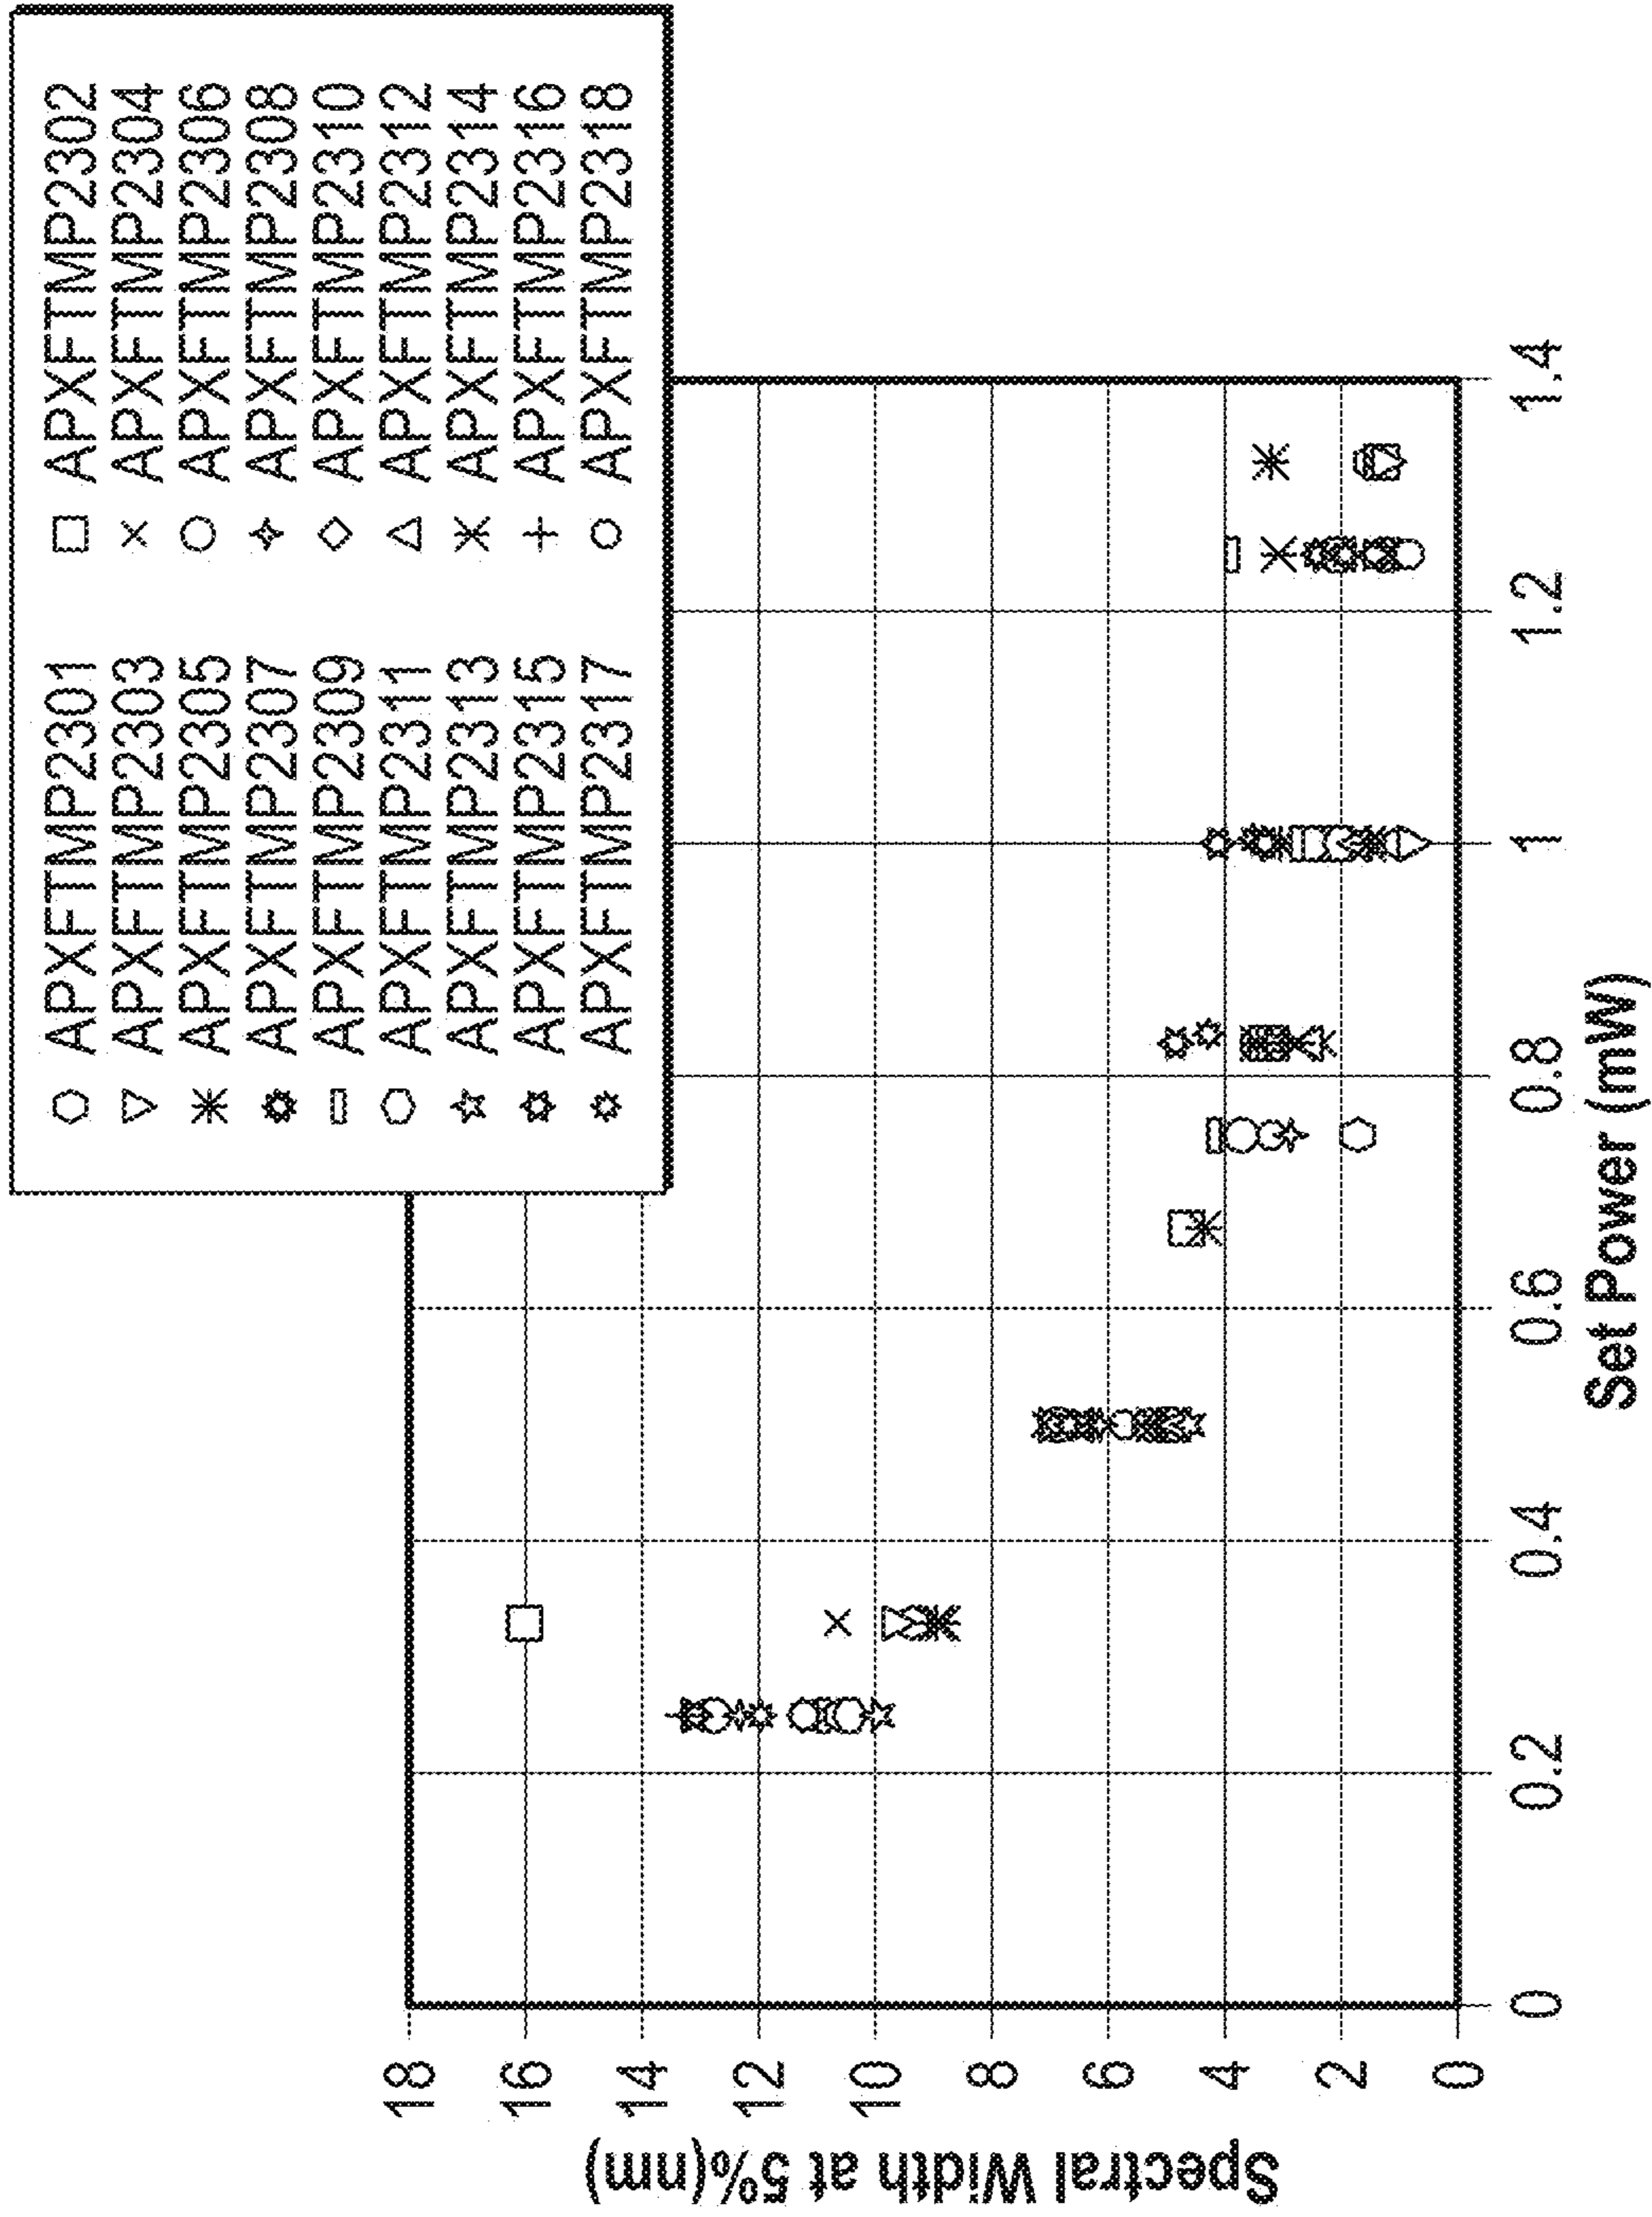 APXFTMP2301 APXFTMP2302
APXFTMP2303 APXFTMP2304
APXFTMP2305 APXFTMP2306
APXFTMP2307 APXFTMP2308
APXFTMP2309 APXFTMP2310
APXFTMP2311 APXFTMP2312
APXFTMP2313 APXFTMP2314
APXFTMP2315 APXFTMP2316
APXFTMP2317 APXFTMP2318
Spectral Width at 5%(nm)
18
16
14
12
10
8
6
4
2
0
0 0.2 0.4 0.6 0.8 1 1.2 1.4
Set Power (mW)